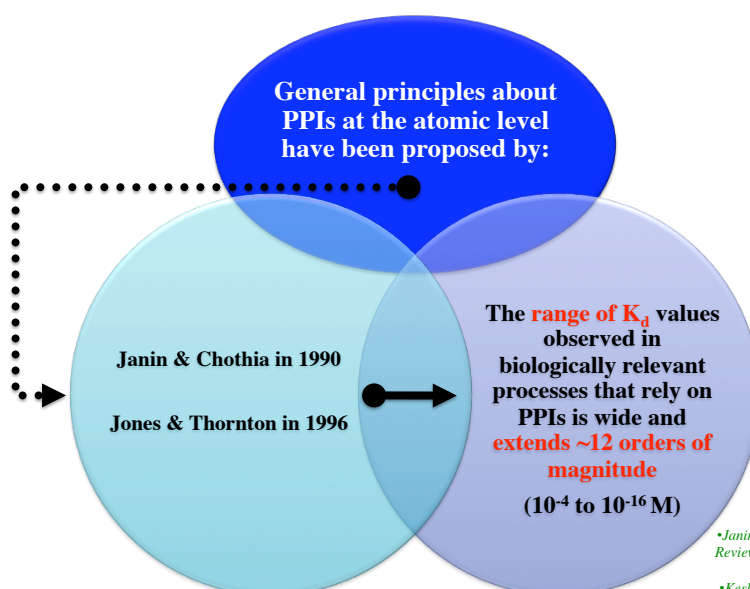 General principles about
PPIs at the atomic level
have been proposed by:
Janin & Chothia in 1990
Jones & Thornton in 1996
The range of K_d values
observed in
biologically relevant
processes that rely on
PPIs is wide and
extends ~12 orders of
magnitude
(10^-4 to 10^-16 M)
•Janin
Review